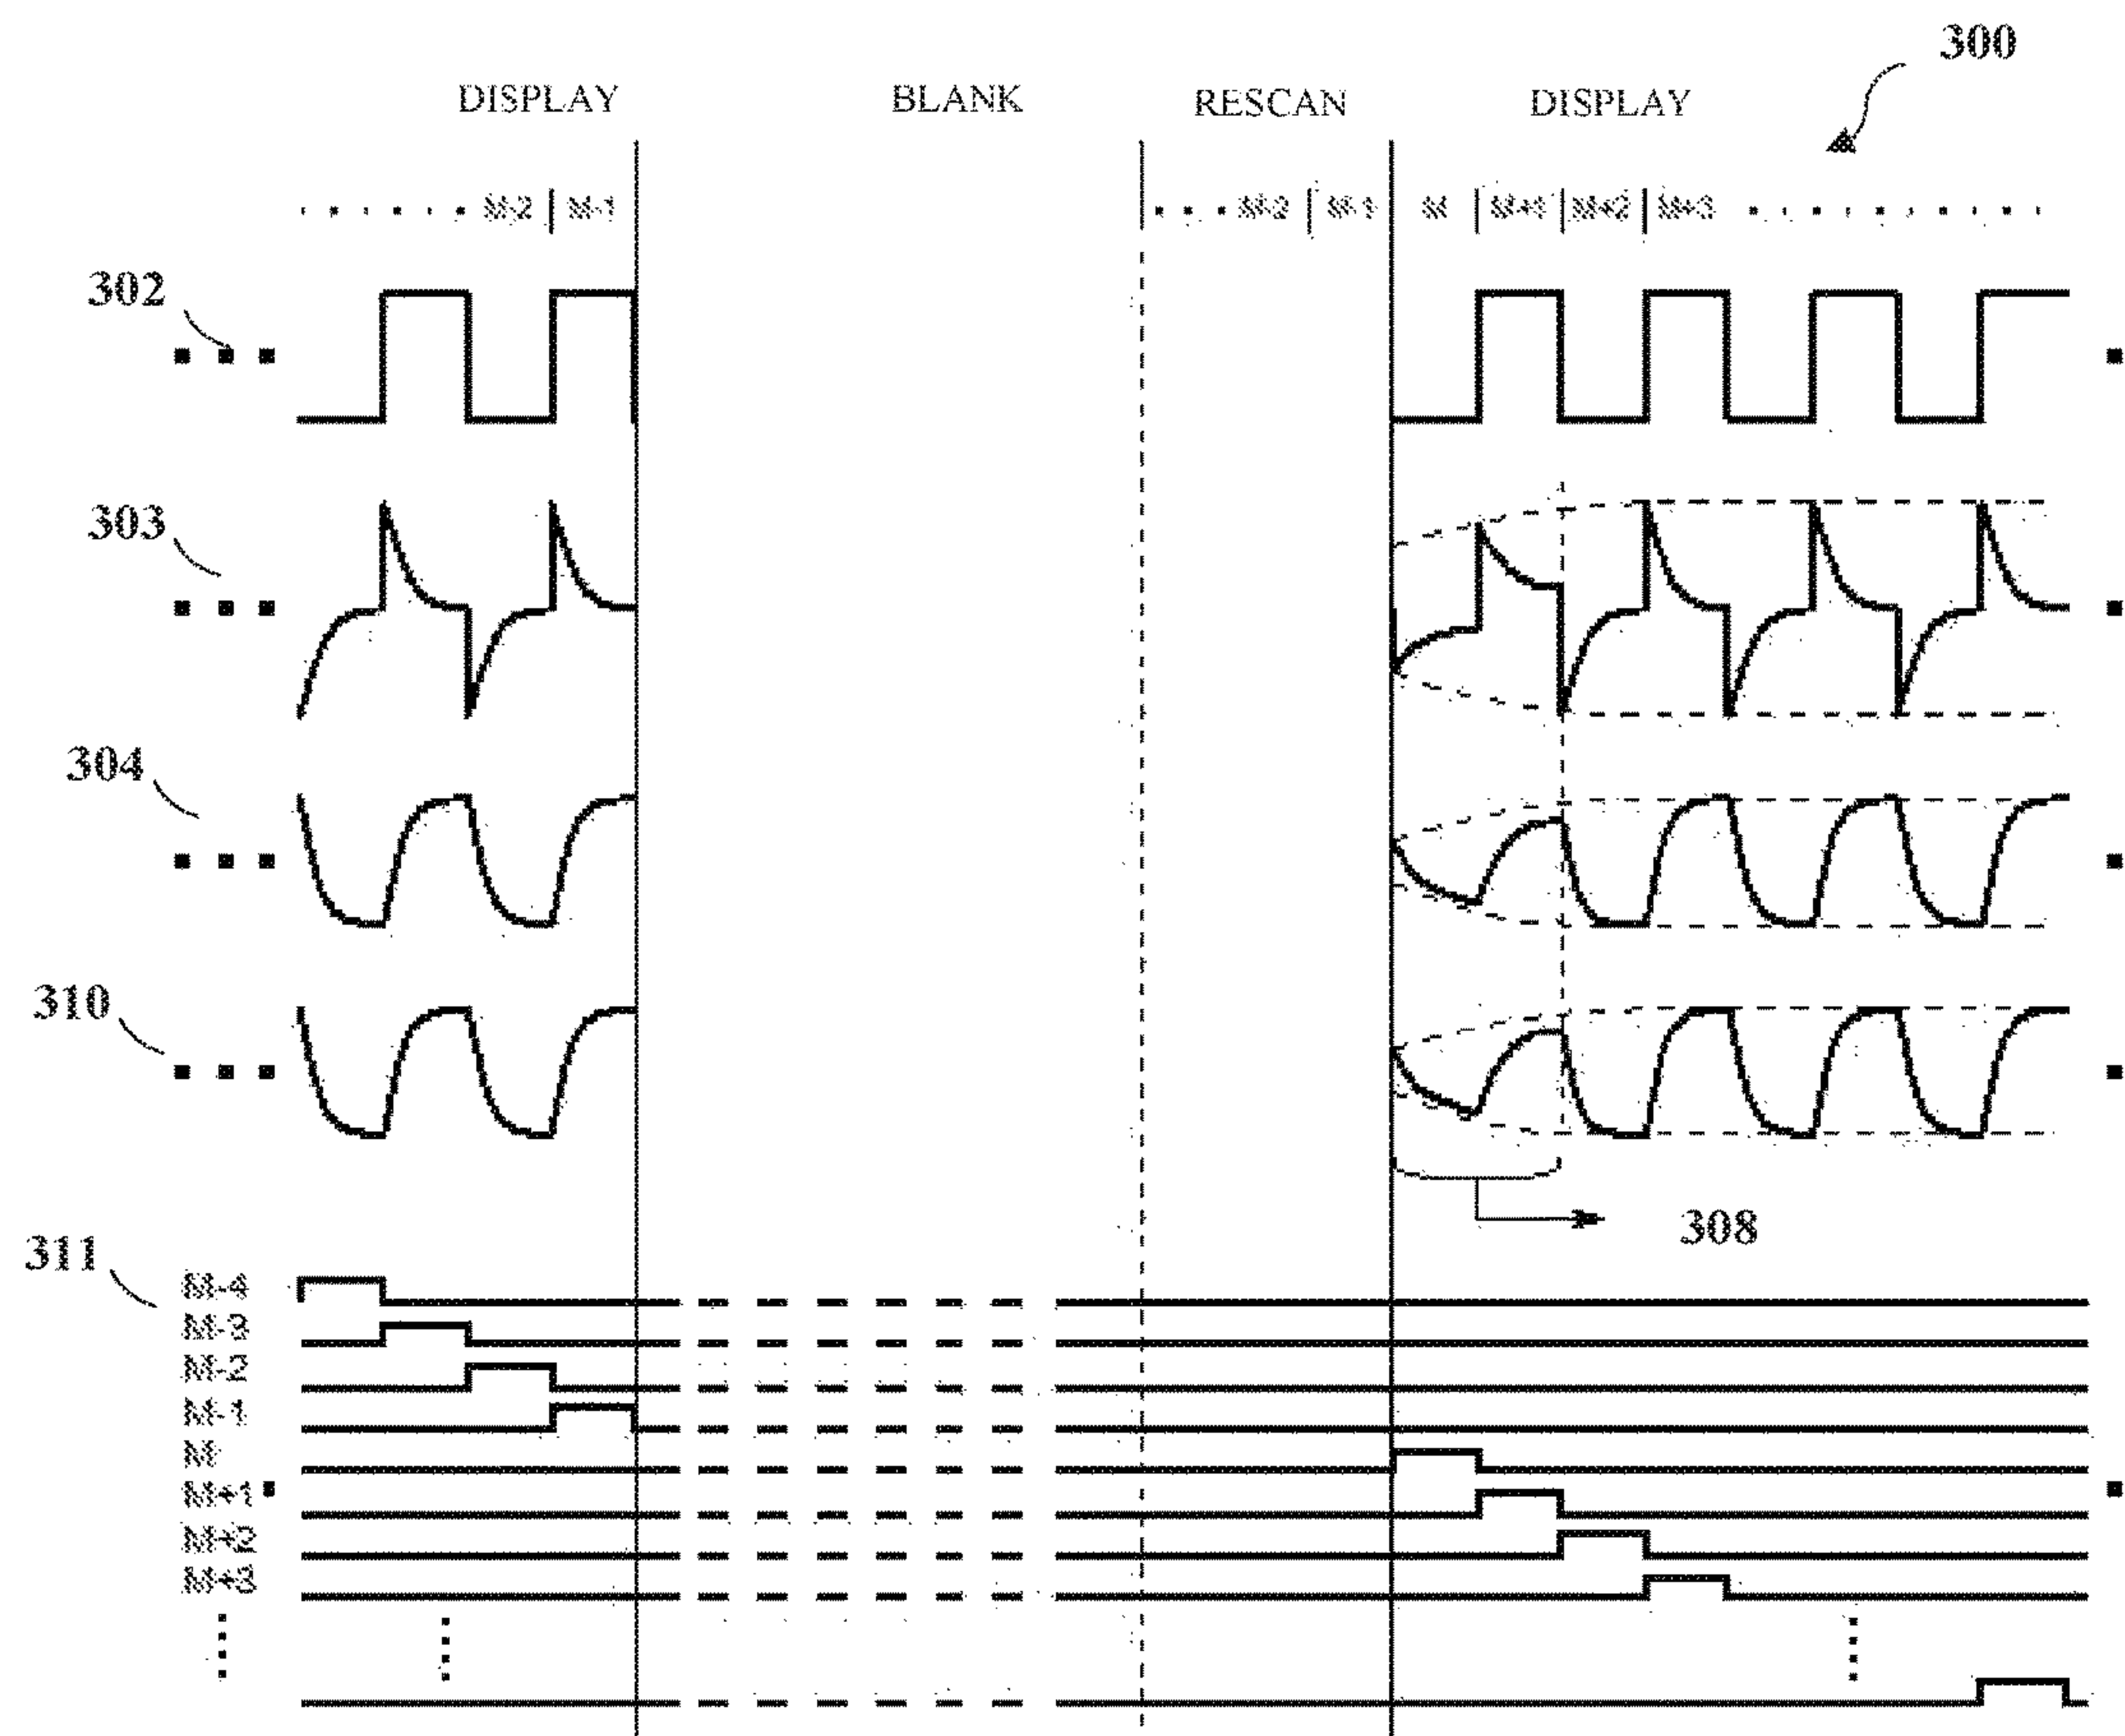 300
DISPLAY BLANK RESCAN DISPLAY
M-2 M-1 M-2 M-1 M M+1 M+2 M+3
302
303
304
310
308
311
M-4
M-3
M-2
M-1
M
M+1
M+2
M+3